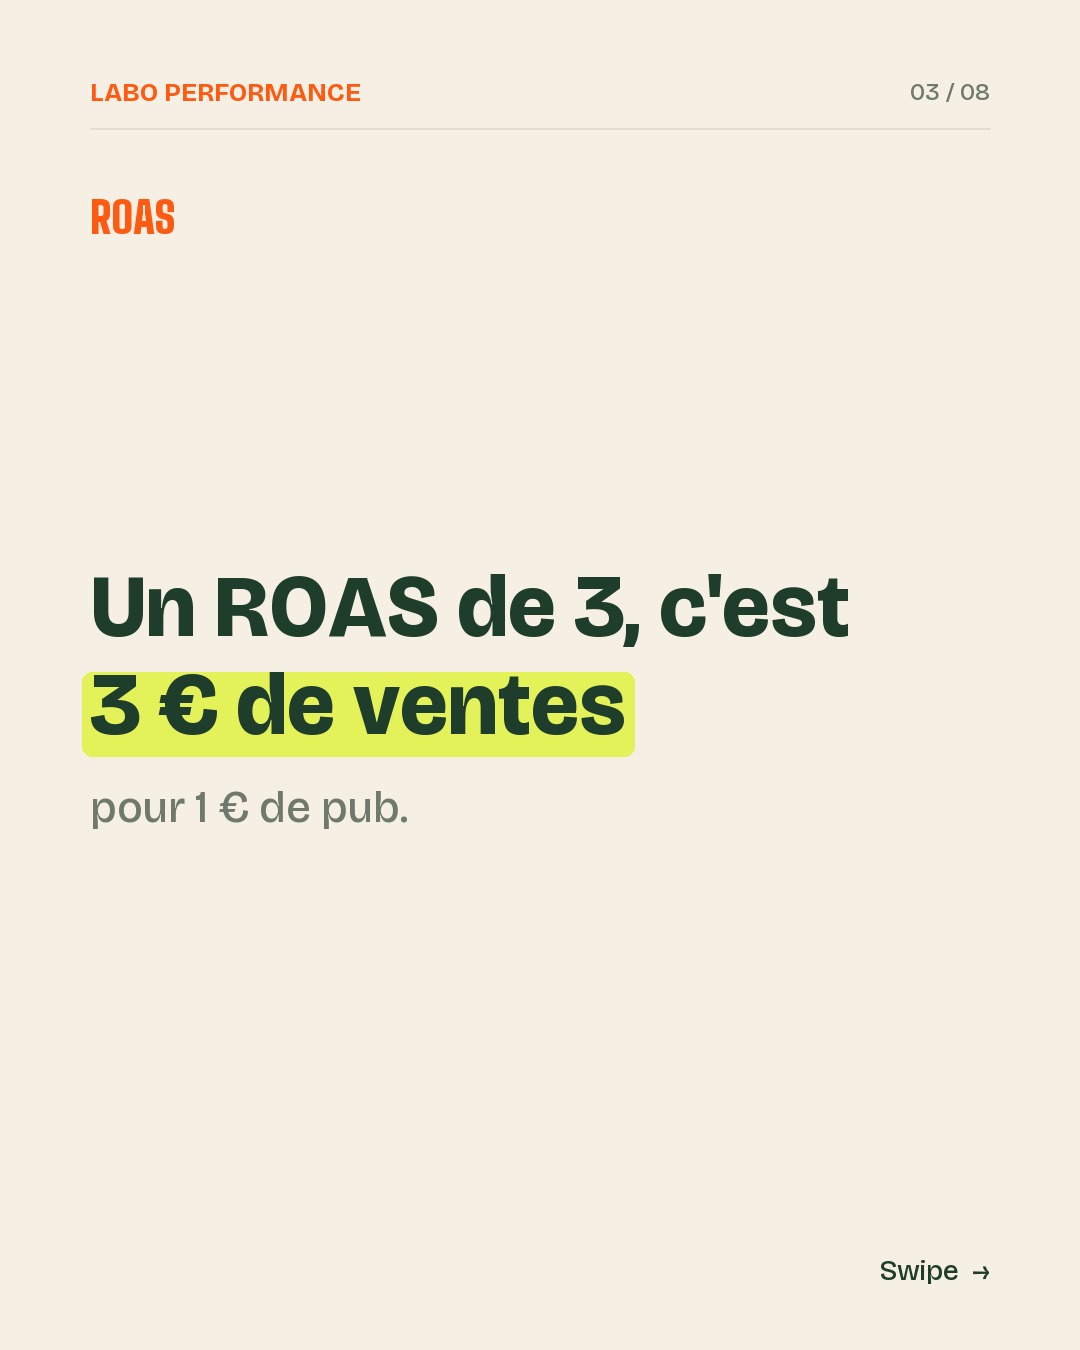 LABO PERFORMANCE
03 / 08
ROAS
Un ROAS de 3, c'est
3 € de ventes
pour 1 € de pub.
Swipe →